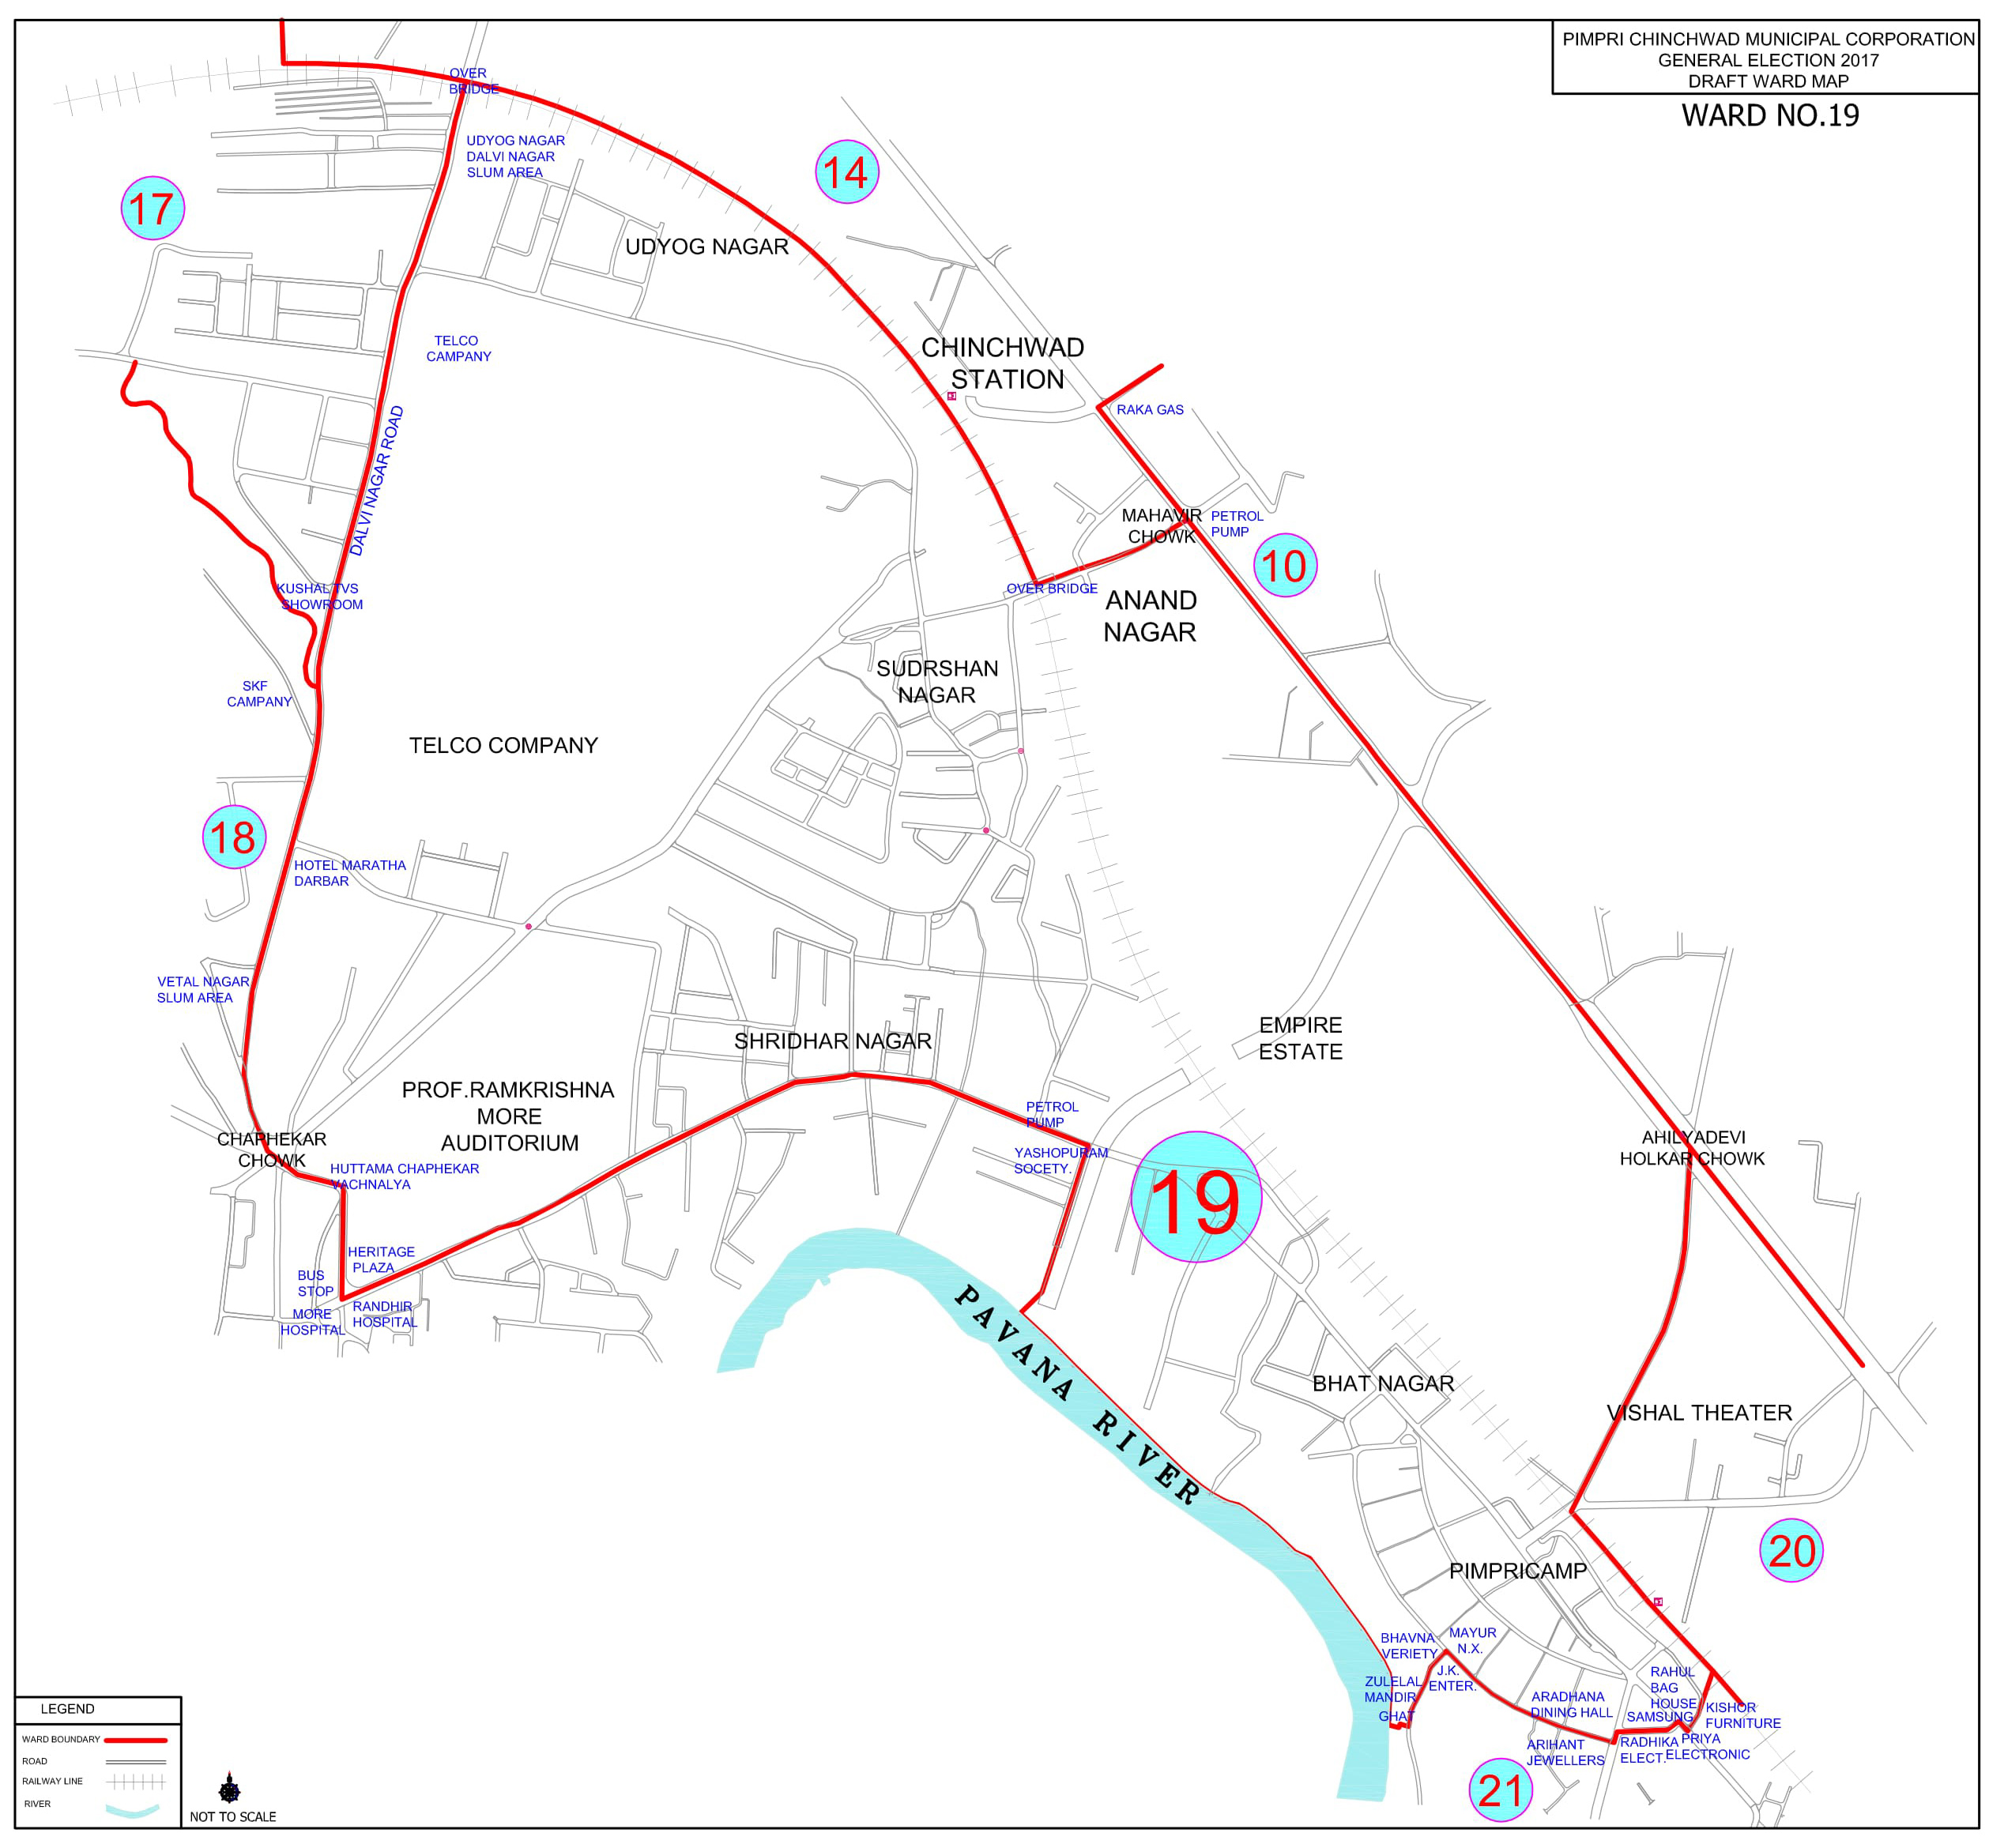 PIMPRI CHINCHWAD MUNICIPAL CORPORATION
GENERAL ELECTION 2017
DRAFT WARD MAP
WARD NO.19
OVER
BRIDGE
UDYOG NAGAR
DALVI NAGAR
SLUM AREA
14
17
UDYOG NAGAR
TELCO
CAMPANY
CHINCHWAD
STATION
RAKA GAS
DALVI NAGAR ROAD
MAHAVIR
CHOWK
PETROL
PUMP
10
KUSHAL TVS
SHOWROOM
OVER BRIDGE
ANAND
NAGAR
SUDRSHAN
NAGAR
SKF
CAMPANY
TELCO COMPANY
18
HOTEL MARATHA
DARBAR
VETAL NAGAR
SLUM AREA
EMPIRE
ESTATE
SHRIDHAR NAGAR
PROF.RAMKRISHNA
MORE
AUDITORIUM
PETROL
PUMP
CHAPHEKAR
CHOWK
AHILYADEVI
HOLKAR CHOWK
YASHOPURAM
SOCETY.
HUTTAMA CHAPHEKAR
VACHNALYA
19
HERITAGE
PLAZA
BUS
STOP
MORE
HOSPITAL
RANDHIR
HOSPITAL
PAVANA RIVER
BHAT NAGAR
VISHAL THEATER
20
PIMPRICAMP
BHAVNA
VERIETY
MAYUR
N.X.
ZULELAL
MANDIR
GHAT
J.K.
ENTER.
RAHUL
BAG
HOUSE
ARADHANA
DINING HALL
SAMSUNG
KISHOR
FURNITURE
ARIHANT
JEWELLERS
RADHIKA
ELECT.
PRIYA
ELECTRONIC
21
LEGEND
WARD BOUNDARY
ROAD
RAILWAY LINE
RIVER
NOT TO SCALE